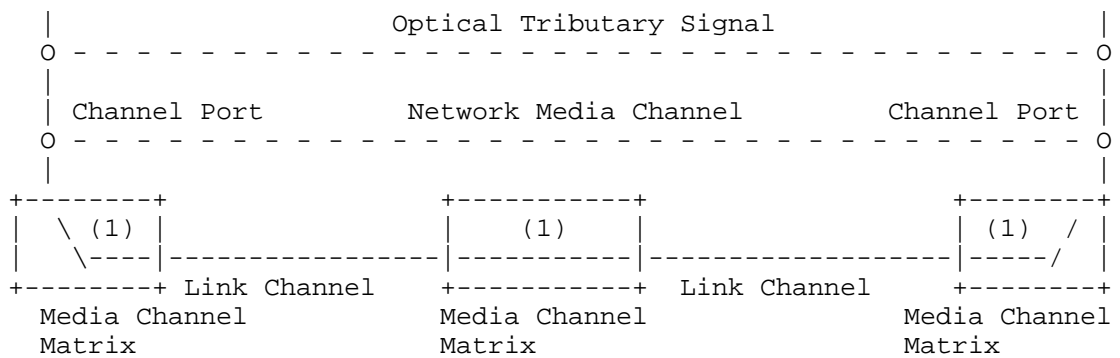 Optical Tributary Signal
O - - - - - - - - - - - - - - - - - - - - - - - - - - - - - - - - O
Channel Port Network Media Channel Channel Port
O - - - - - - - - - - - - - - - - - - - - - - - - - - - - - - - - O
+--------+ +-----------+ +--------+
| \ (1) | | (1) | | (1) / |
| \----|-----------------|-----------|-------------------|-----/ |
+--------+ Link Channel +-----------+ Link Channel +--------+
Media Channel Media Channel Media Channel
Matrix Matrix Matrix